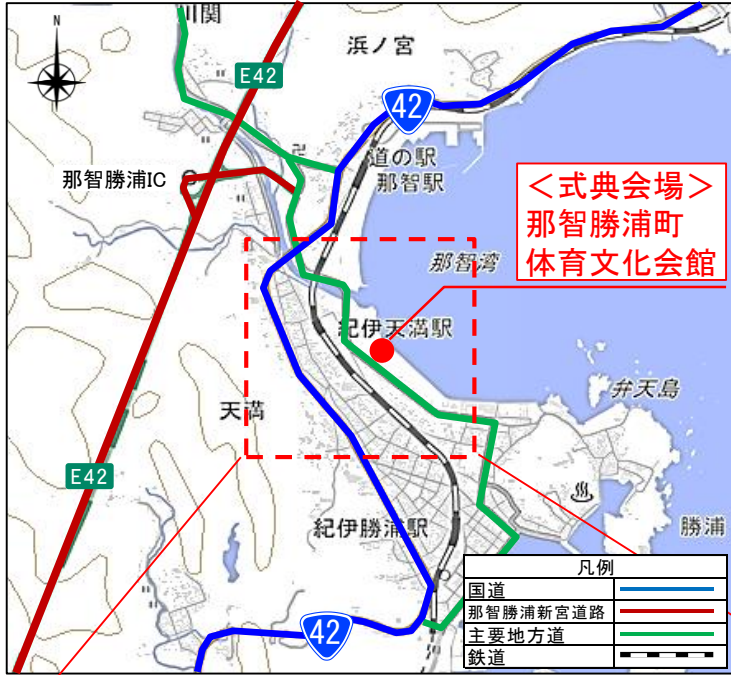 川関
N
浜ノ宮
E42
42
道の駅
那智駅
那智勝浦IC
＜式典会場＞
那智勝浦町
体育文化会館
那智湾
紀伊天満駅
弁天島
天満
E42
紀伊勝浦駅
勝浦
42
凡例
国道
那智勝浦新宮道路
主要地方道
鉄道